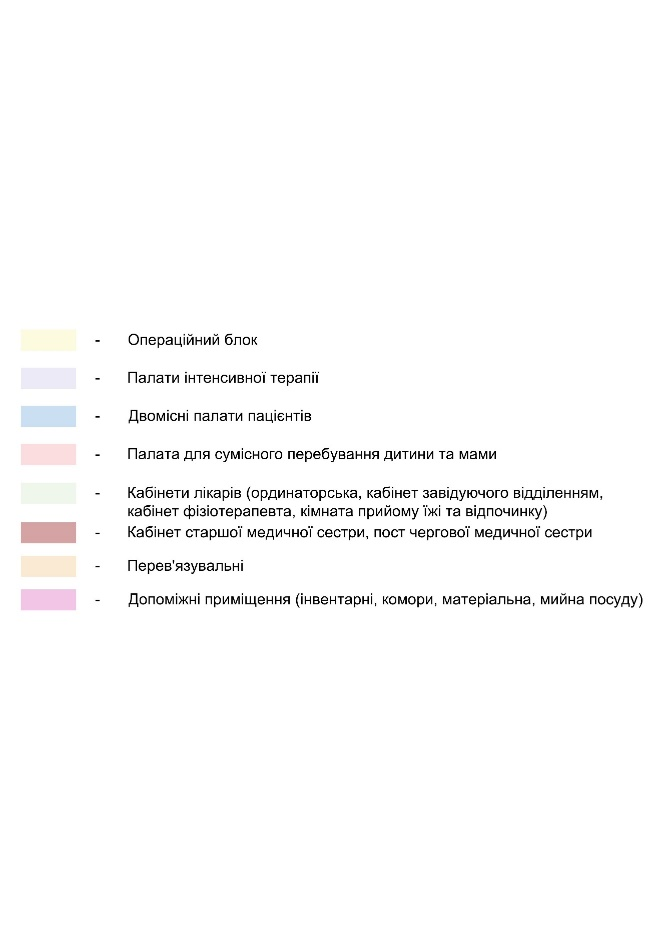 - Операційний блок
- Палати інтенсивної терапії
- Двомісні палати пацієнтів
- Палата для сумісного перебування дитини та мами
- Кабінети лікарів (ординаторська, кабінет завідуючого відділенням,
кабінет фізіотерапевта, кімната прийому їжі та відпочинку)
- Кабінет старшої медичної сестри, пост чергової медичної сестри
- Перев'язувальні
- Допоміжні приміщення (інвентарні, комори, матеріальна, мийна посуду)